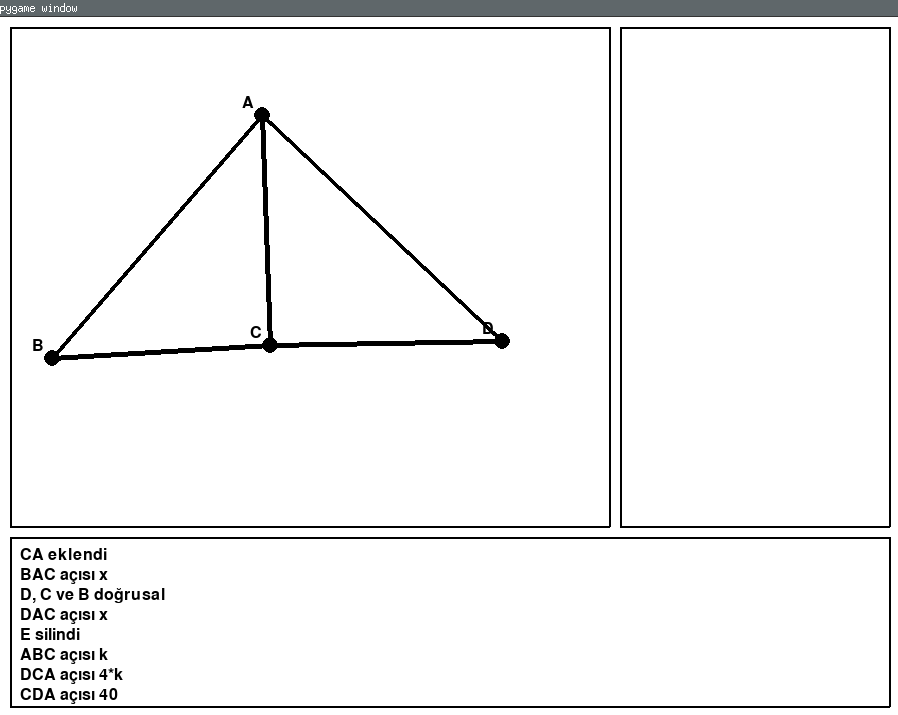 pygame window
A
B
C
D
CA eklendi
BAC açısı x
D, C ve B doğrusal
DAC açısı x
E silindi
ABC açısı k
DCA açısı 4*k
CDA açısı 40